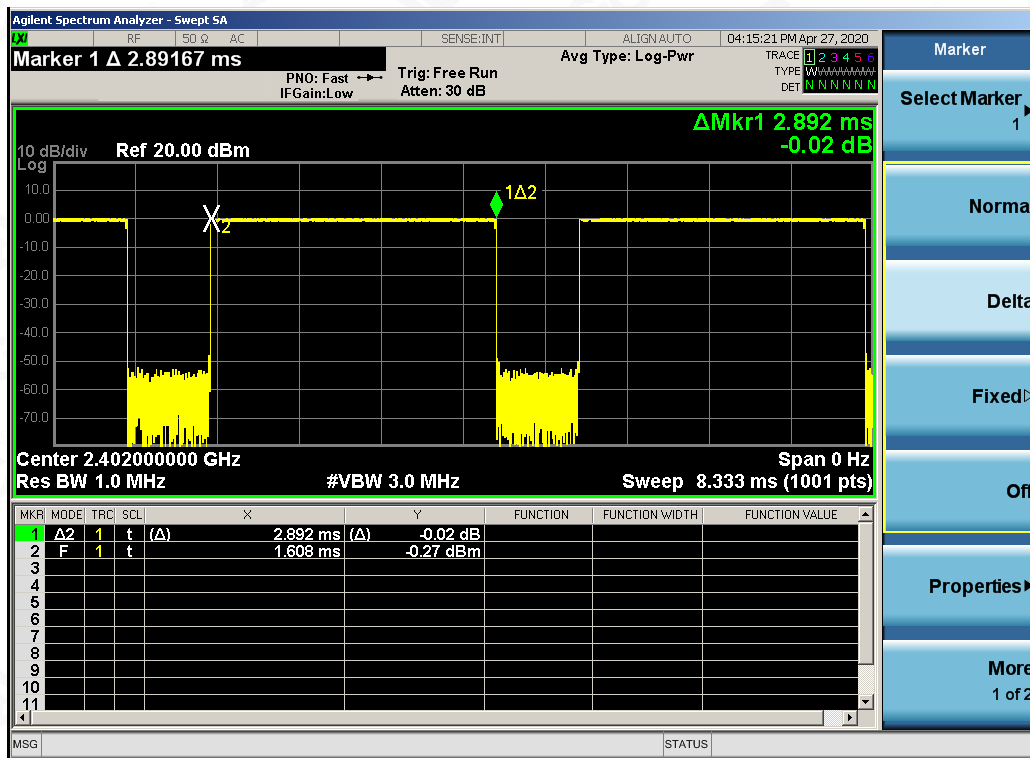 Agilent Spectrum Analyzer - Swept SA
LXI RF 50 Ω AC SENSE:INT ALIGN AUTO 04:15:21 PM Apr 27, 2020
Marker 1 Δ 2.89167 ms
PNO: Fast
IFGain:Low
Trig: Free Run
Atten: 30 dB
Avg Type: Log-Pwr
TRACE 1 2 3 4 5 6
TYPE W
DET N N N N N N
ΔMkr1 2.892 ms
-0.02 dB
10 dB/div Ref 20.00 dBm
Log
10.0
0.00
-10.0
-20.0
-30.0
-40.0
-50.0
-60.0
-70.0
2
1Δ2
Center 2.402000000 GHz Span 0 Hz
Res BW 1.0 MHz #VBW 3.0 MHz Sweep 8.333 ms (1001 pts)
MKR MODE TRC SCL X Y FUNCTION FUNCTION WIDTH FUNCTION VALUE
1 Δ2 1 t (Δ) 2.892 ms (Δ) -0.02 dB
2 F 1 t 1.608 ms -0.27 dBm
3
4
5
6
7
8
9
10
11
MSG STATUS
Marker
Select Marker
1
Norma
Delta
Fixed
Off
Properties
More
1 of 2